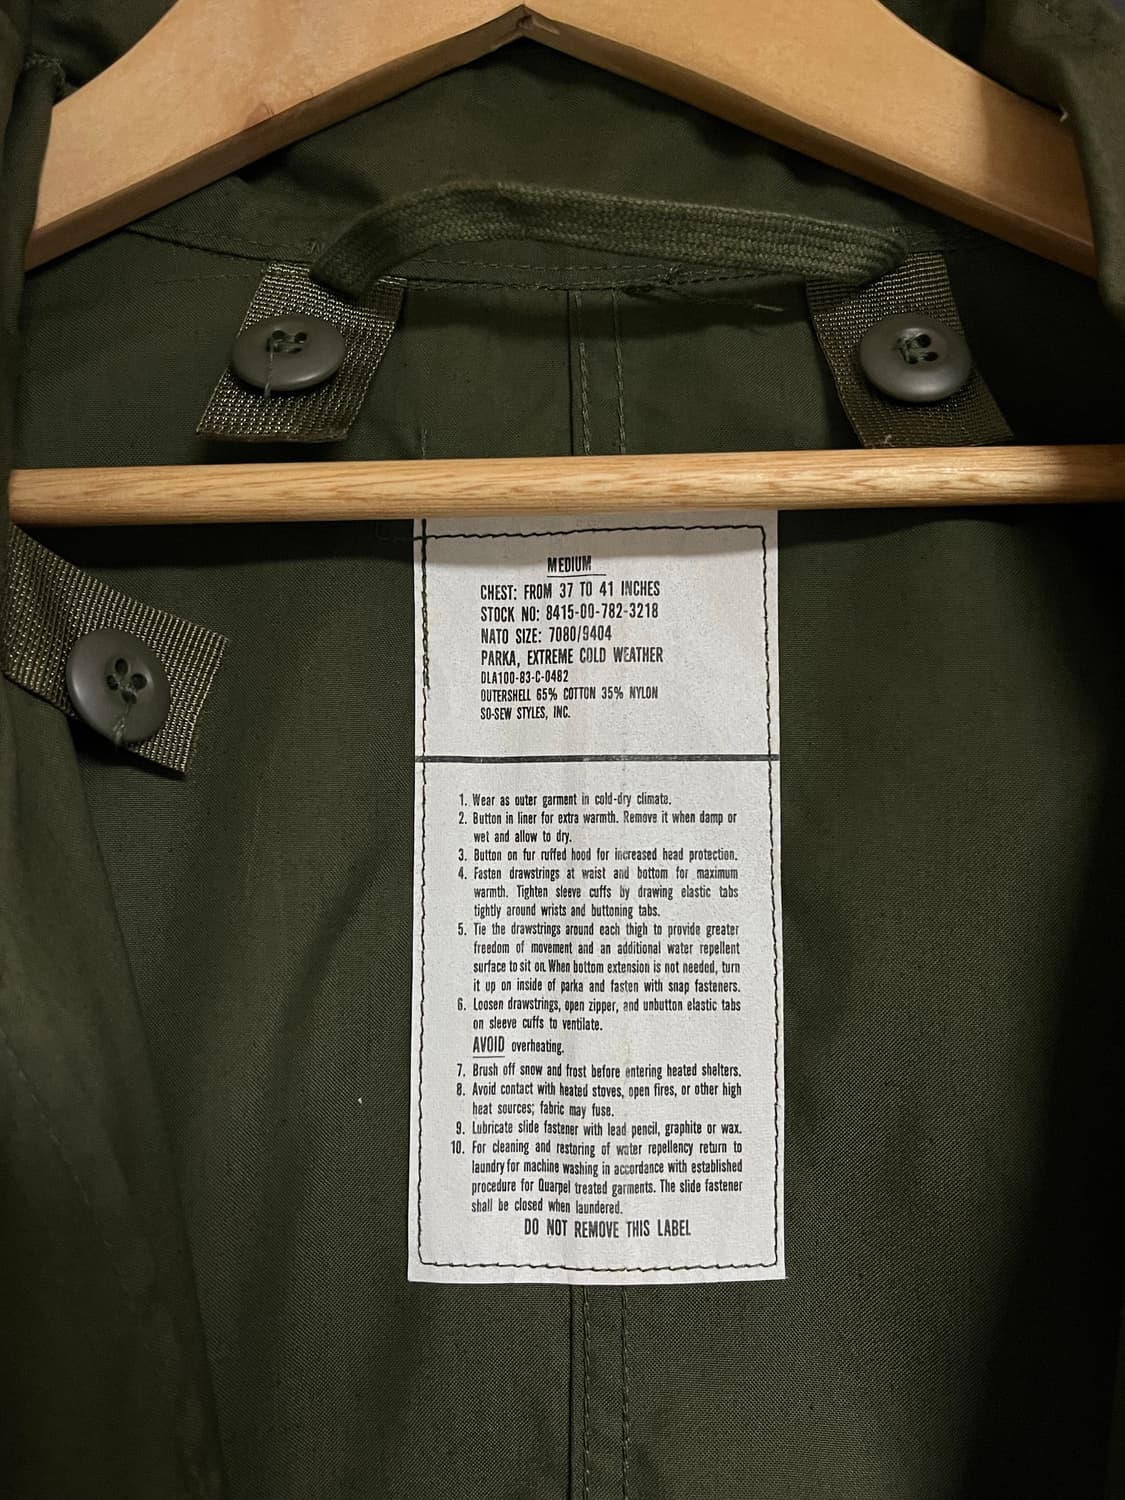 MEDIUM
CHEST: FROM 37 TO 41 INCHES
STOCK NO: 8415-00-782-3218
NATO SIZE: 7080/9404
PARKA, EXTREME COLD WEATHER
DLA100-83-C-0482
OUTERSHELL 65% COTTON 35% NYLON
SO-SEW STYLES, INC.
1. Wear as outer garment in cold-dry climate.
2. Button in liner for extra warmth. Remove it when damp or
wet and allow to dry.
3. Button on fur ruffed hood for increased head protection.
4. Fasten drawstrings at waist and bottom for maximum
warmth. Tighten sleeve cuffs by drawing elastic tabs
tightly around wrists and buttoning tabs.
5. Tie the drawstrings around each thigh to provide greater
freedom of movement and an additional water repellent
surface to sit on. When bottom extension is not needed, turn
it up on inside of parka and fasten with snap fasteners.
6. Loosen drawstrings, open zipper, and unbutton elastic tabs
on sleeve cuffs to ventilate.
AVOID overheating.
7. Brush off snow and frost before entering heated shelters.
8. Avoid contact with heated stoves, open fires, or other high
heat sources; fabric may fuse.
9. Lubricate slide fastener with lead pencil, graphite or wax.
10. For cleaning and restoring of water repellency return to
laundry for machine washing in accordance with established
procedure for Quarpel treated garments. The slide fastener
shall be closed when laundered.
DO NOT REMOVE THIS LABEL